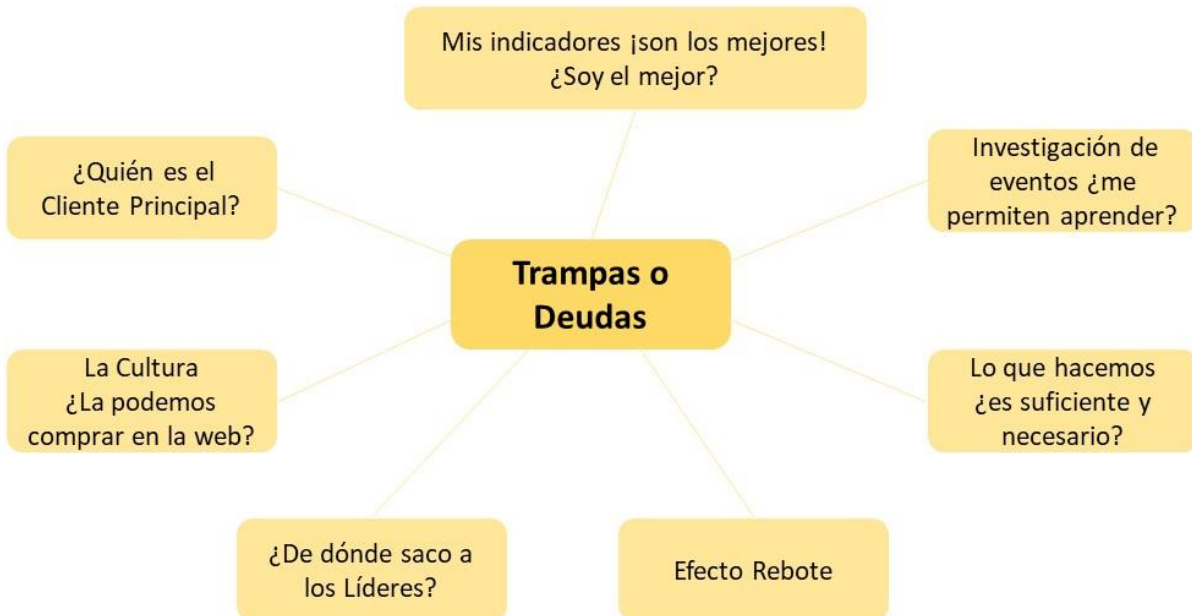 Mis indicadores ¡son los mejores!
¿Soy el mejor?
¿Quién es el
Cliente Principal?
Investigación de
eventos ¿me
permiten aprender?
Trampas o
Deudas
La Cultura
¿La podemos
comprar en la web?
Lo que hacemos
¿es suficiente y
necesario?
¿De dónde saco a
los Líderes?
Efecto Rebote